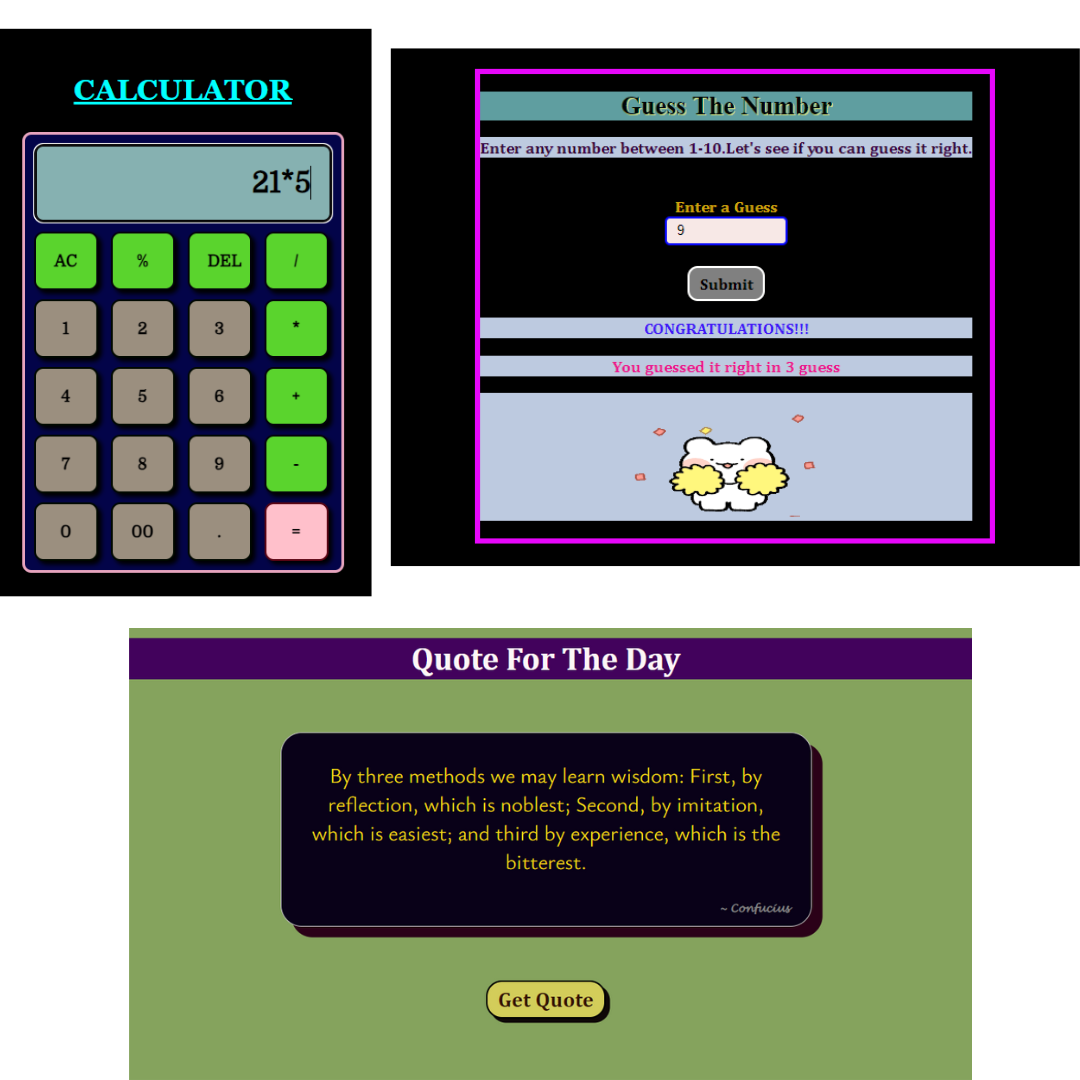 CALCULATOR
21*5
AC % DEL /
1 2 3 *
4 5 6 +
7 8 9 -
0 00 . =
Guess The Number
Enter any number between 1-10.Let's see if you can guess it right.
Enter a Guess
9
Submit
CONGRATULATIONS!!!
You guessed it right in 3 guess
Quote For The Day
By three methods we may learn wisdom: First, by
reflection, which is noblest; Second, by imitation,
which is easiest; and third by experience, which is the
bitterest.
~ Confucius
Get Quote